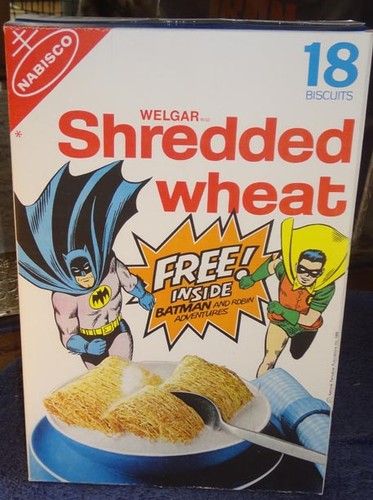 NABISCO
18
BISCUITS
WELGAR
Shredded
wheat
FREE!
INSIDE
BATMAN AND ROBIN
ADVENTURES
*